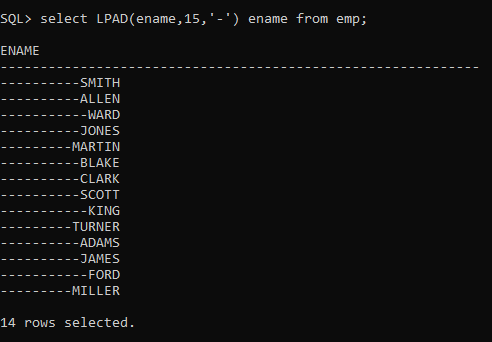 SQL> select LPAD(ename,15,'-') ename from emp;
ENAME
------------------------------------------------------------
----------SMITH
----------ALLEN
-----------WARD
----------JONES
---------MARTIN
----------BLAKE
----------CLARK
----------SCOTT
-----------KING
---------TURNER
----------ADAMS
----------JAMES
-----------FORD
---------MILLER
14 rows selected.